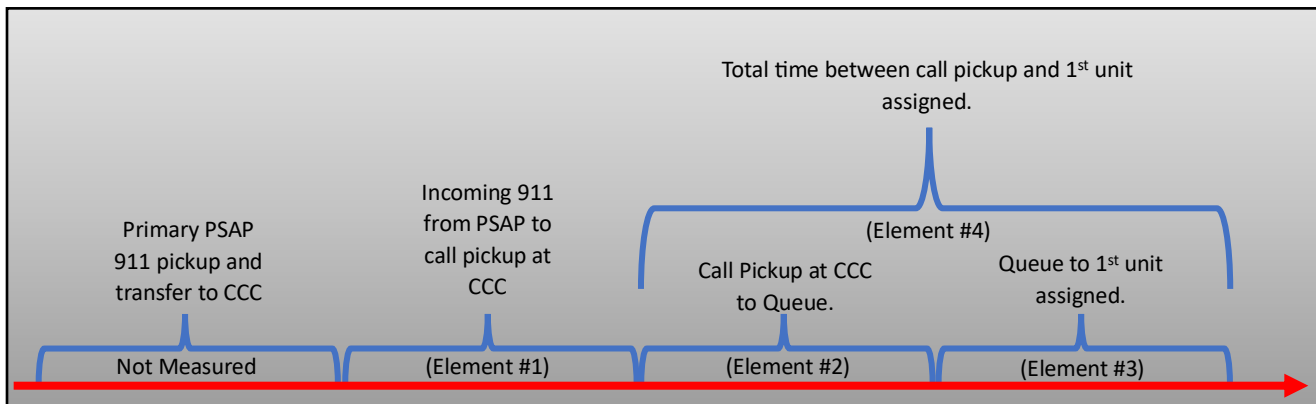 Total time between call pickup and 1st unit
assigned.
(Element #4)
Primary PSAP
911 pickup and
transfer to CCC
Not Measured
Incoming 911
from PSAP to
call pickup at
CCC
(Element #1)
Call Pickup at CCC
to Queue.
(Element #2)
Queue to 1st unit
assigned.
(Element #3)